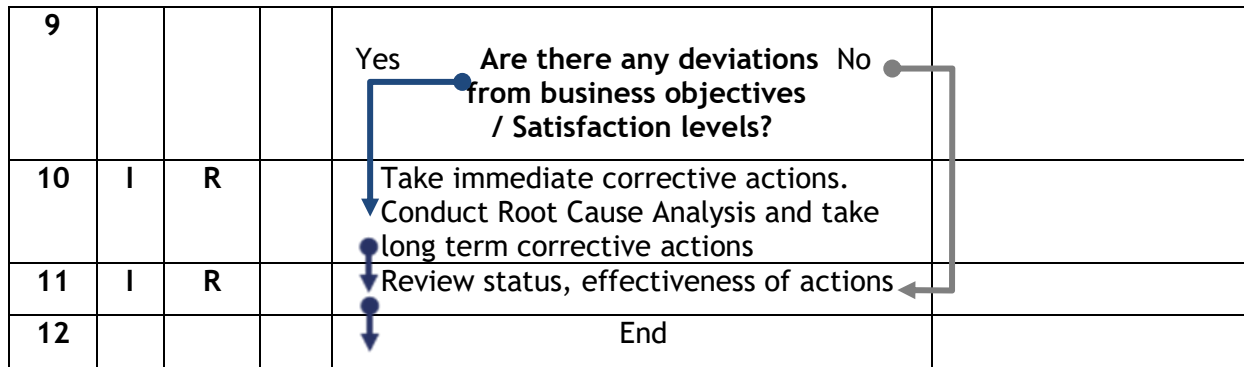 9
Yes Are there any deviations No
from business objectives
/ Satisfaction levels?
10 I R Take immediate corrective actions.
Conduct Root Cause Analysis and take
long term corrective actions
11 I R Review status, effectiveness of actions
12 End